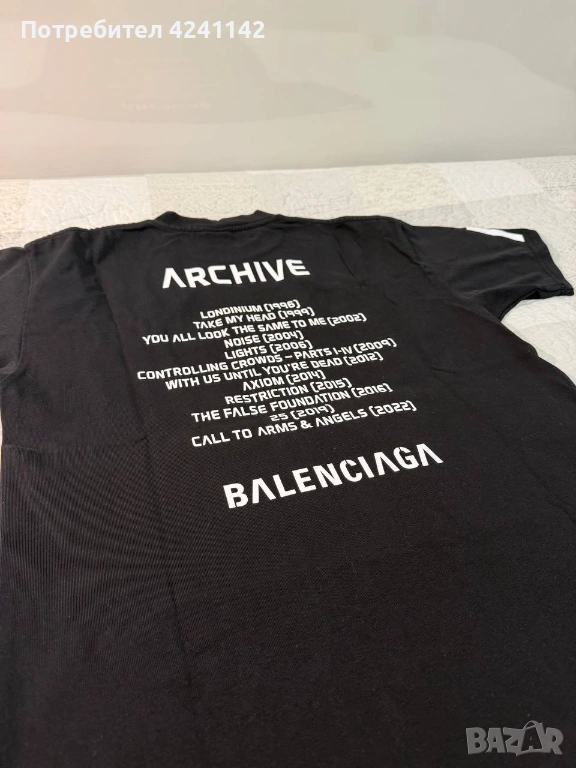 Потребител 4241142
ARCHIVE
LONDINIUM (1996)
TAKE MY HEAD (1999)
YOU ALL LOOK THE SAME TO ME (2002)
NOISE (2004)
LIGHTS (2006)
CONTROLLING CROWDS - PARTS I-IV (2009)
WITH US UNTIL YOU'RE DEAD (2012)
AXIOM (2014)
RESTRICTION (2015)
THE FALSE FOUNDATION (2016)
25 (2019)
CALL TO ARMS & ANGELS (2022)
BALENCIAGA
BAZAR